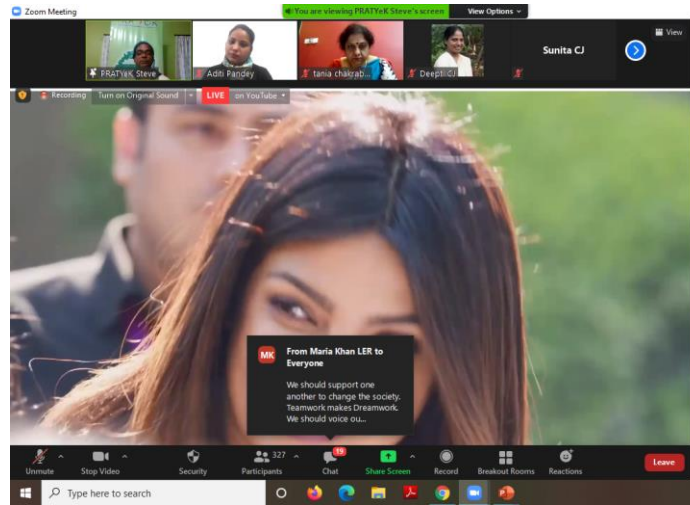 Zoom Meeting
You are viewing PRATYeK Steve's screen
View Options
View
PRATYeK Steve
Aditi Pandey
tania chakrab...
Deepti CJ
Sunita CJ
Recording
Turn on Original Sound
LIVE
on YouTube
MK
From Maria Khan LER to
Everyone
We should support one
another to change the society.
Teamwork makes Dreamwork.
We should voice ou...
327
19
Unmute
Stop Video
Security
Participants
Chat
Share Screen
Record
Breakout Rooms
Reactions
Leave
Type here to search